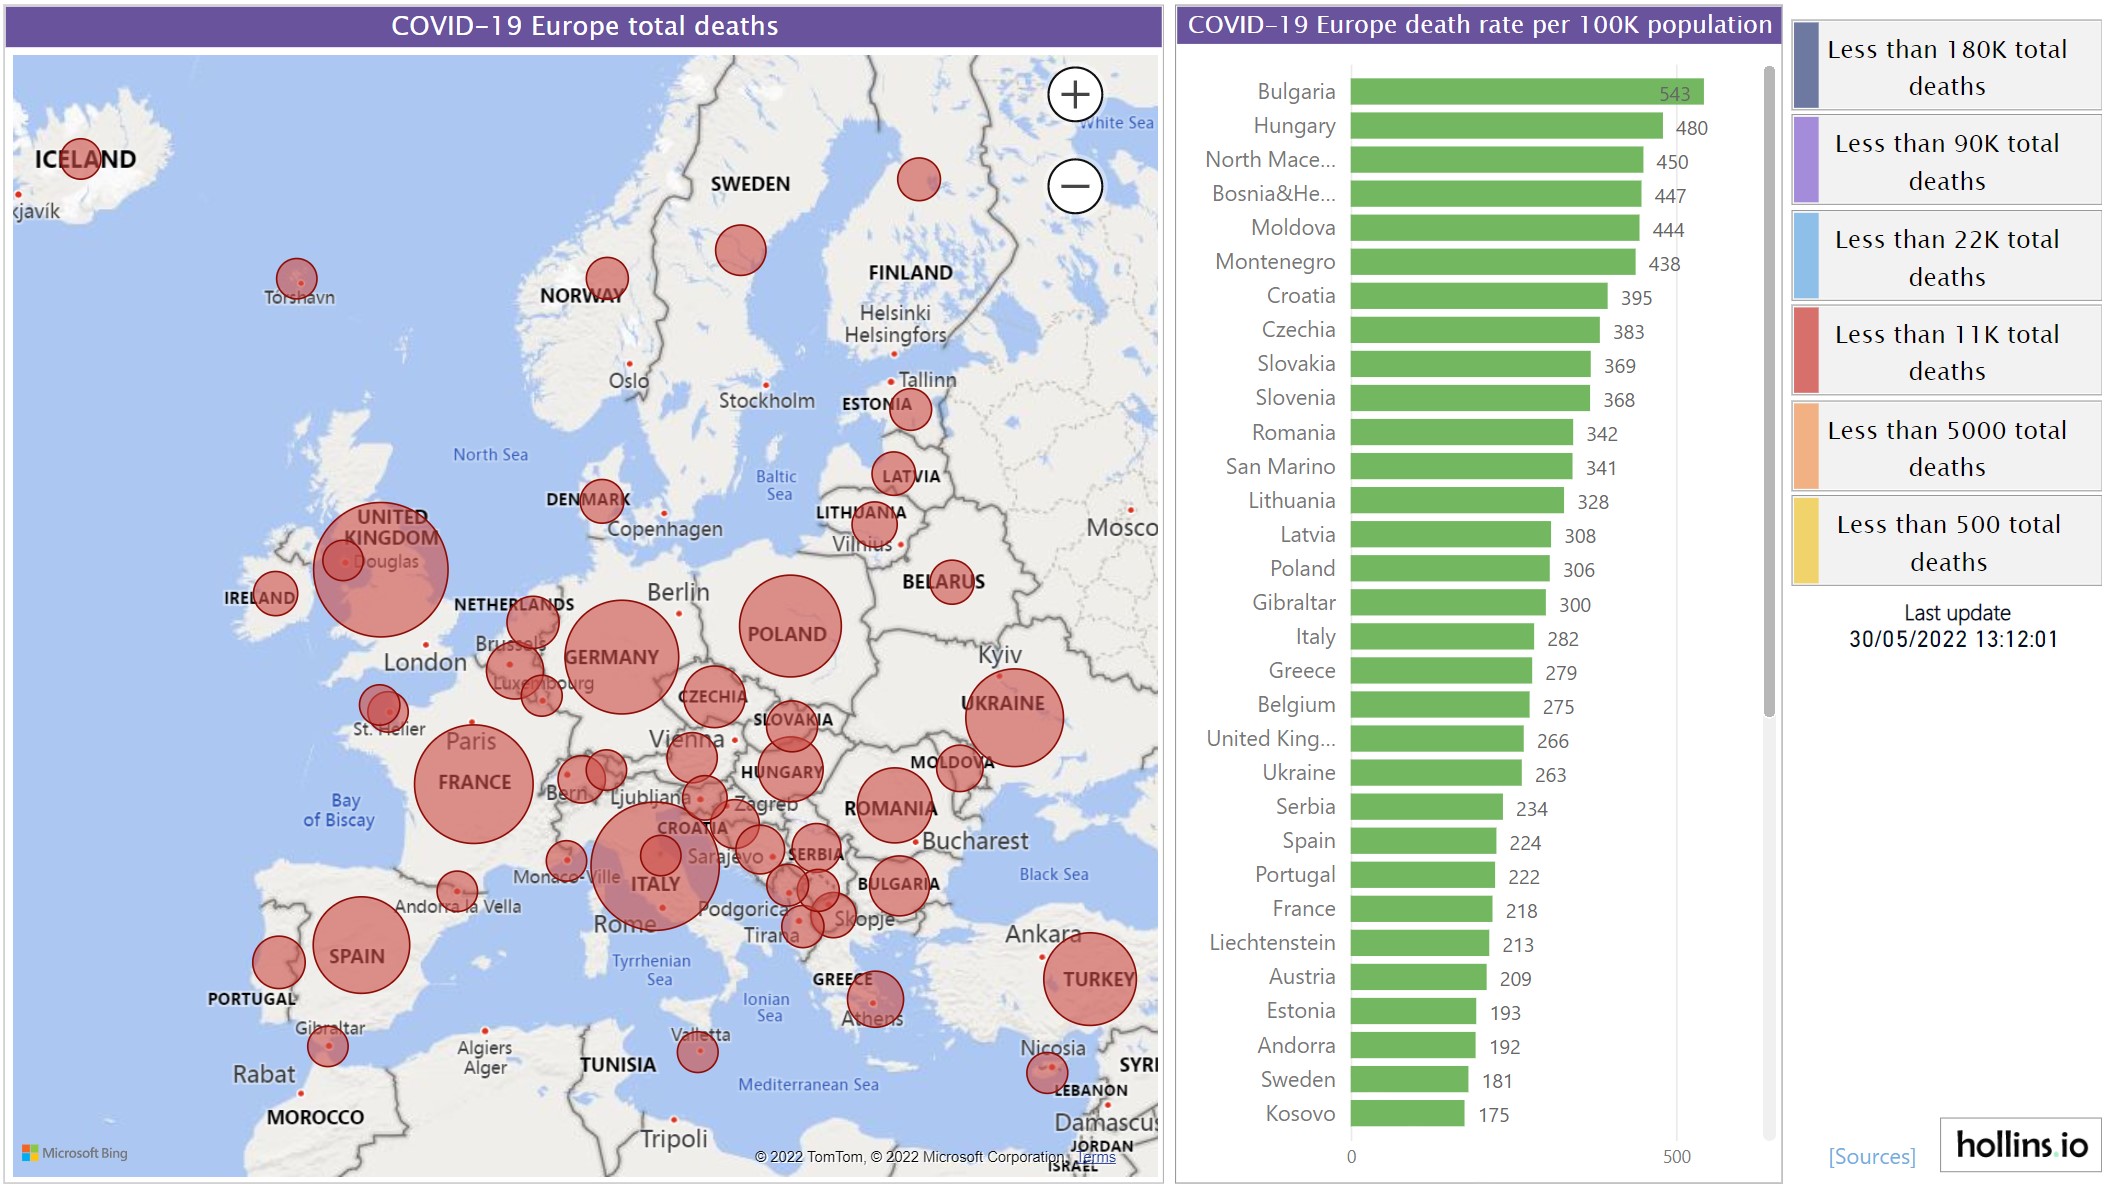 COVID-19 Europe total deaths
White Sea
ICELAND
kjavík
SWEDEN
FINLAND
Tórshavn
NORWAY
Helsinki
Helsingfors
Oslo
Stockholm
Tallinn
ESTONIA
North Sea
Baltic
Sea
LATVIA
DENMARK
Copenhagen
LITHUANIA
Vilnius
Mosco
UNITED
KINGDOM
Douglas
IRELAND
BELARUS
NETHERLANDS
Berlin
Brussels
London
GERMANY
POLAND
Kyiv
Luxembourg
CZECHIA
UKRAINE
St. Helier
SLOVAKIA
Paris
Vienna
FRANCE
HUNGARY
MOLDOVA
Bern
Ljubljana
Zagreb
ROMANIA
Bay
of Biscay
CROATIA
Bucharest
Sarajevo
SERBIA
Monaco-Ville
ITALY
BULGARIA
Black Sea
Andorra la Vella
Podgorica
Skopje
Rome
Tirana
Ankara
SPAIN
Tyrrhenian
Sea
GREECE
TURKEY
PORTUGAL
Ionian
Sea
Athens
Gibraltar
Valletta
Algiers
Alger
TUNISIA
Nicosia
SYRI
Rabat
Mediterranean Sea
LEBANON
MOROCCO
Damascus
Tripoli
JORDAN
ISRAEL
Microsoft Bing
© 2022 TomTom, © 2022 Microsoft Corporation, Terms
COVID-19 Europe death rate per 100K population
Bulgaria 543
Hungary 480
North Mace... 450
Bosnia&He... 447
Moldova 444
Montenegro 438
Croatia 395
Czechia 383
Slovakia 369
Slovenia 368
Romania 342
San Marino 341
Lithuania 328
Latvia 308
Poland 306
Gibraltar 300
Italy 282
Greece 279
Belgium 275
United King... 266
Ukraine 263
Serbia 234
Spain 224
Portugal 222
France 218
Liechtenstein 213
Austria 209
Estonia 193
Andorra 192
Sweden 181
Kosovo 175
0 500
Less than 180K total
deaths
Less than 90K total
deaths
Less than 22K total
deaths
Less than 11K total
deaths
Less than 5000 total
deaths
Less than 500 total
deaths
Last update
30/05/2022 13:12:01
[Sources]
hollins.io